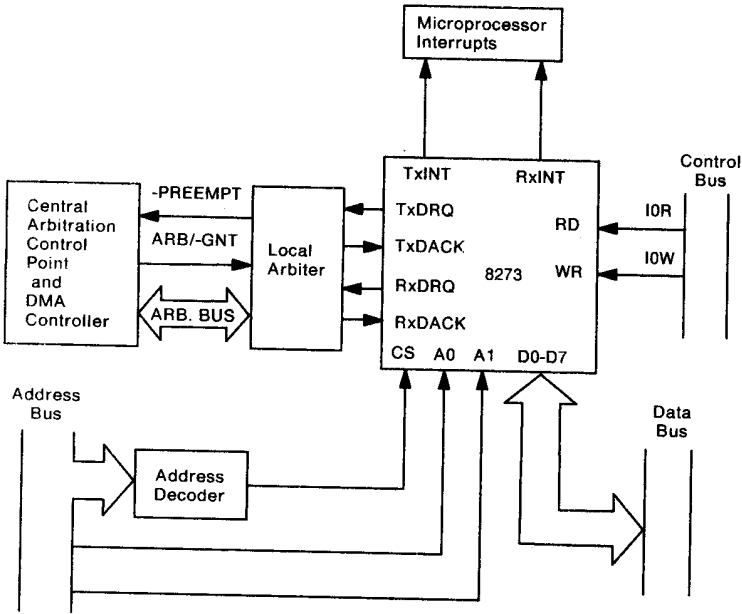 Microprocessor
Interrupts
TxINT
RxINT
Control
Bus
Central
Arbitration
Control
Point
and
DMA
Controller
-PREEMPT
ARB/-GNT
ARB. BUS
Local
Arbiter
TxDRQ
TxDACK
RxDRQ
RxDACK
8273
RD
WR
I0R
I0W
CS
A0
A1
D0-D7
Address
Bus
Address
Decoder
Data
Bus